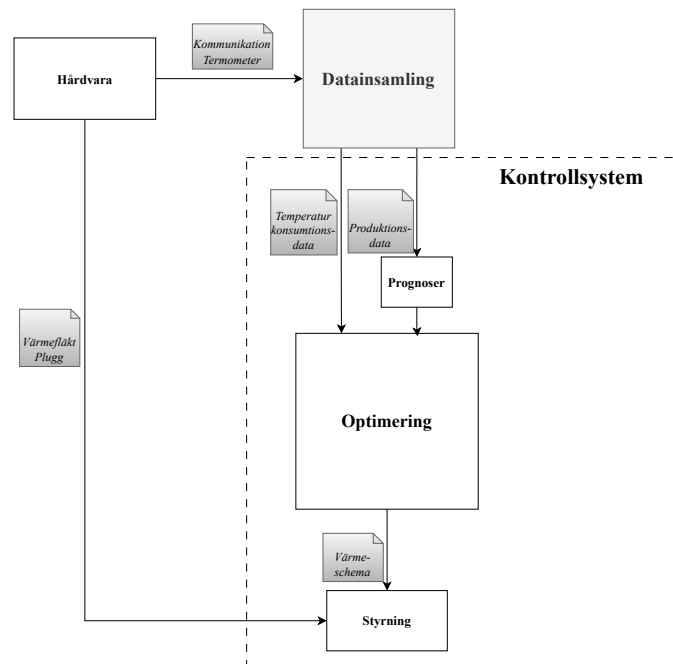 Kommunikation
Termometer
Hårdvara
Datainsamling
Kontrollsystem
Temperatur
konsumtions-
data
Produktions-
data
Prognoser
Värmefläkt
Plugg
Optimering
Värme-
schema
Styrning